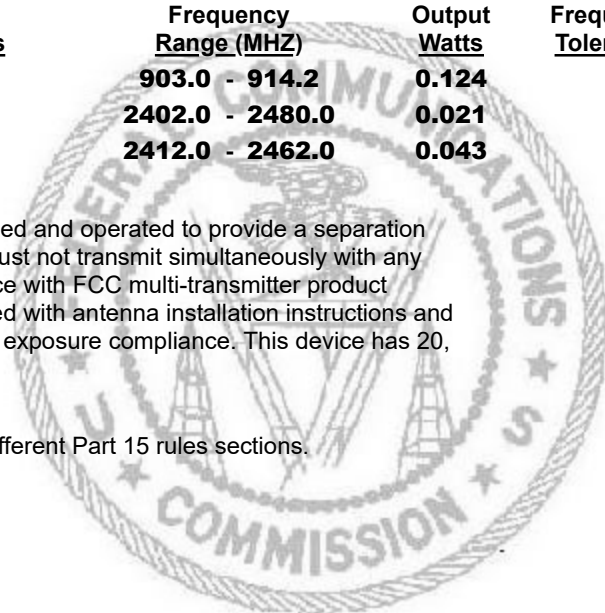 Frequency Output Frequ
s Range (MHZ) Watts Toler
903.0 - 914.2 0.124
2402.0 - 2480.0 0.021
2412.0 - 2462.0 0.043
ed and operated to provide a separation
ust not transmit simultaneously with any
ce with FCC multi-transmitter product
ed with antenna installation instructions and
exposure compliance. This device has 20,
fferent Part 15 rules sections.
FEDERAL COMMUNICATIONS
U S
COMMISSION